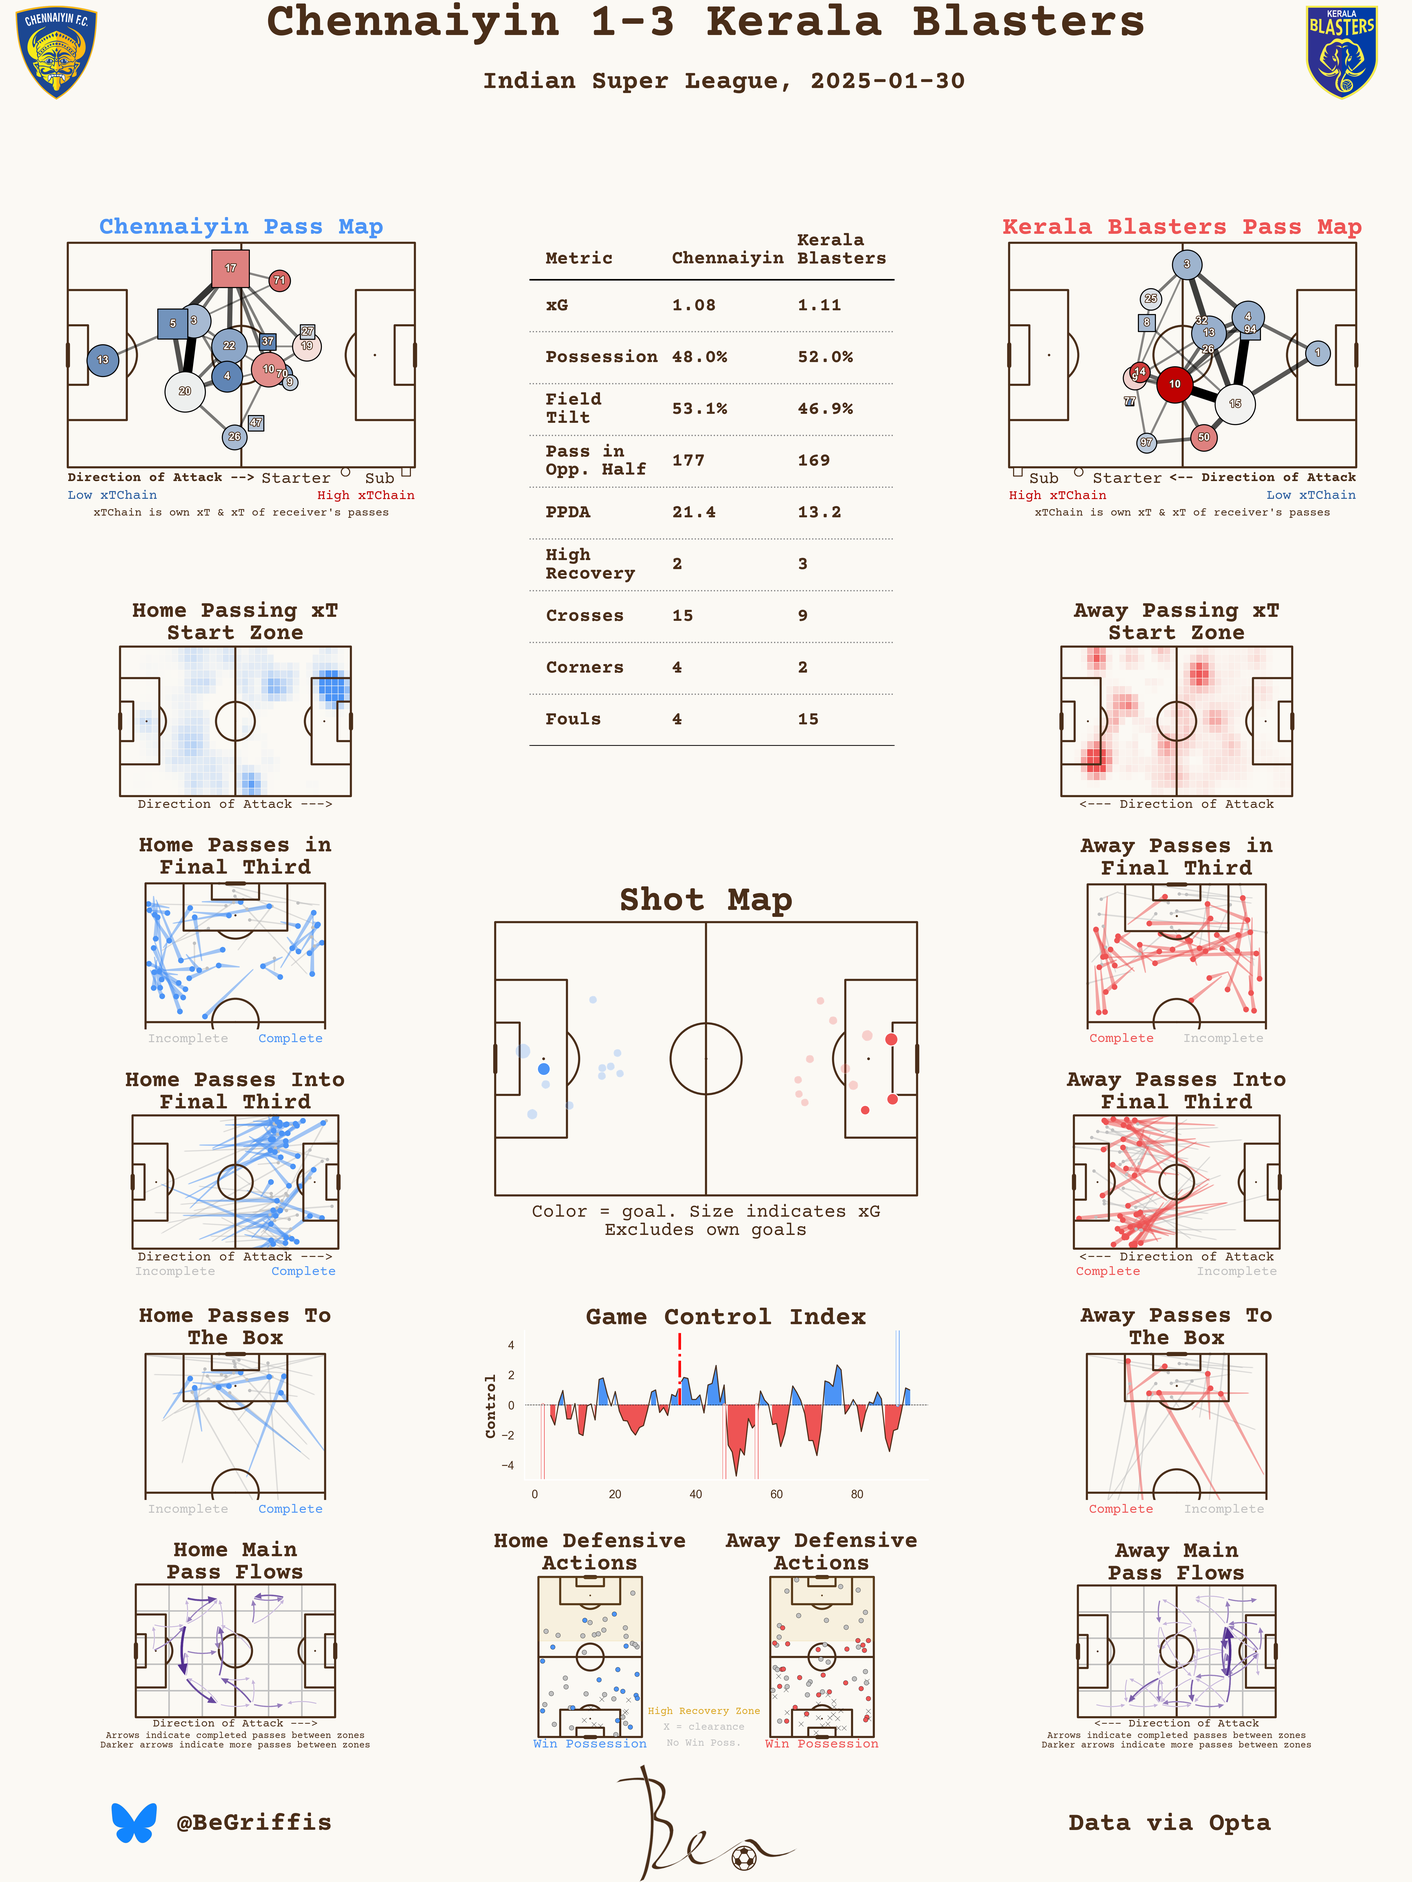 Chennaiyin 1-3 Kerala Blasters
Indian Super League, 2025-01-30
CHENNAIYIN F.C.
KERALA
BLASTERS
Chennaiyin Pass Map
17
71
5
3
22
37
27
19
13
20
4
10
70
9
47
26
Direction of Attack --> Starter Sub
Low xTChain High xTChain
xTChain is own xT & xT of receiver's passes
Metric Chennaiyin Kerala Blasters
xG 1.08 1.11
Possession 48.0% 52.0%
Field Tilt 53.1% 46.9%
Pass in Opp. Half 177 169
PPDA 21.4 13.2
High Recovery 2 3
Crosses 15 9
Corners 4 2
Fouls 4 15
Kerala Blasters Pass Map
3
25
8
32
4
94
13
26
1
14
10
15
77
97
50
Sub Starter <-- Direction of Attack
High xTChain Low xTChain
xTChain is own xT & xT of receiver's passes
Home Passing xT
Start Zone
Direction of Attack --->
Away Passing xT
Start Zone
<--- Direction of Attack
Home Passes in
Final Third
Incomplete Complete
Away Passes in
Final Third
Complete Incomplete
Shot Map
Color = goal. Size indicates xG
Excludes own goals
Home Passes Into
Final Third
Direction of Attack --->
Incomplete Complete
Away Passes Into
Final Third
<--- Direction of Attack
Complete Incomplete
Home Passes To
The Box
Incomplete Complete
Game Control Index
Control
4
2
0
−2
−4
0 20 40 60 80
Away Passes To
The Box
Complete Incomplete
Home Main
Pass Flows
Direction of Attack --->
Arrows indicate completed passes between zones
Darker arrows indicate more passes between zones
Home Defensive
Actions
Win Possession
Away Defensive
Actions
Win Possession
High Recovery Zone
X = clearance
No Win Poss.
Away Main
Pass Flows
<--- Direction of Attack
Arrows indicate completed passes between zones
Darker arrows indicate more passes between zones
@BeGriffis
Ben
Data via Opta